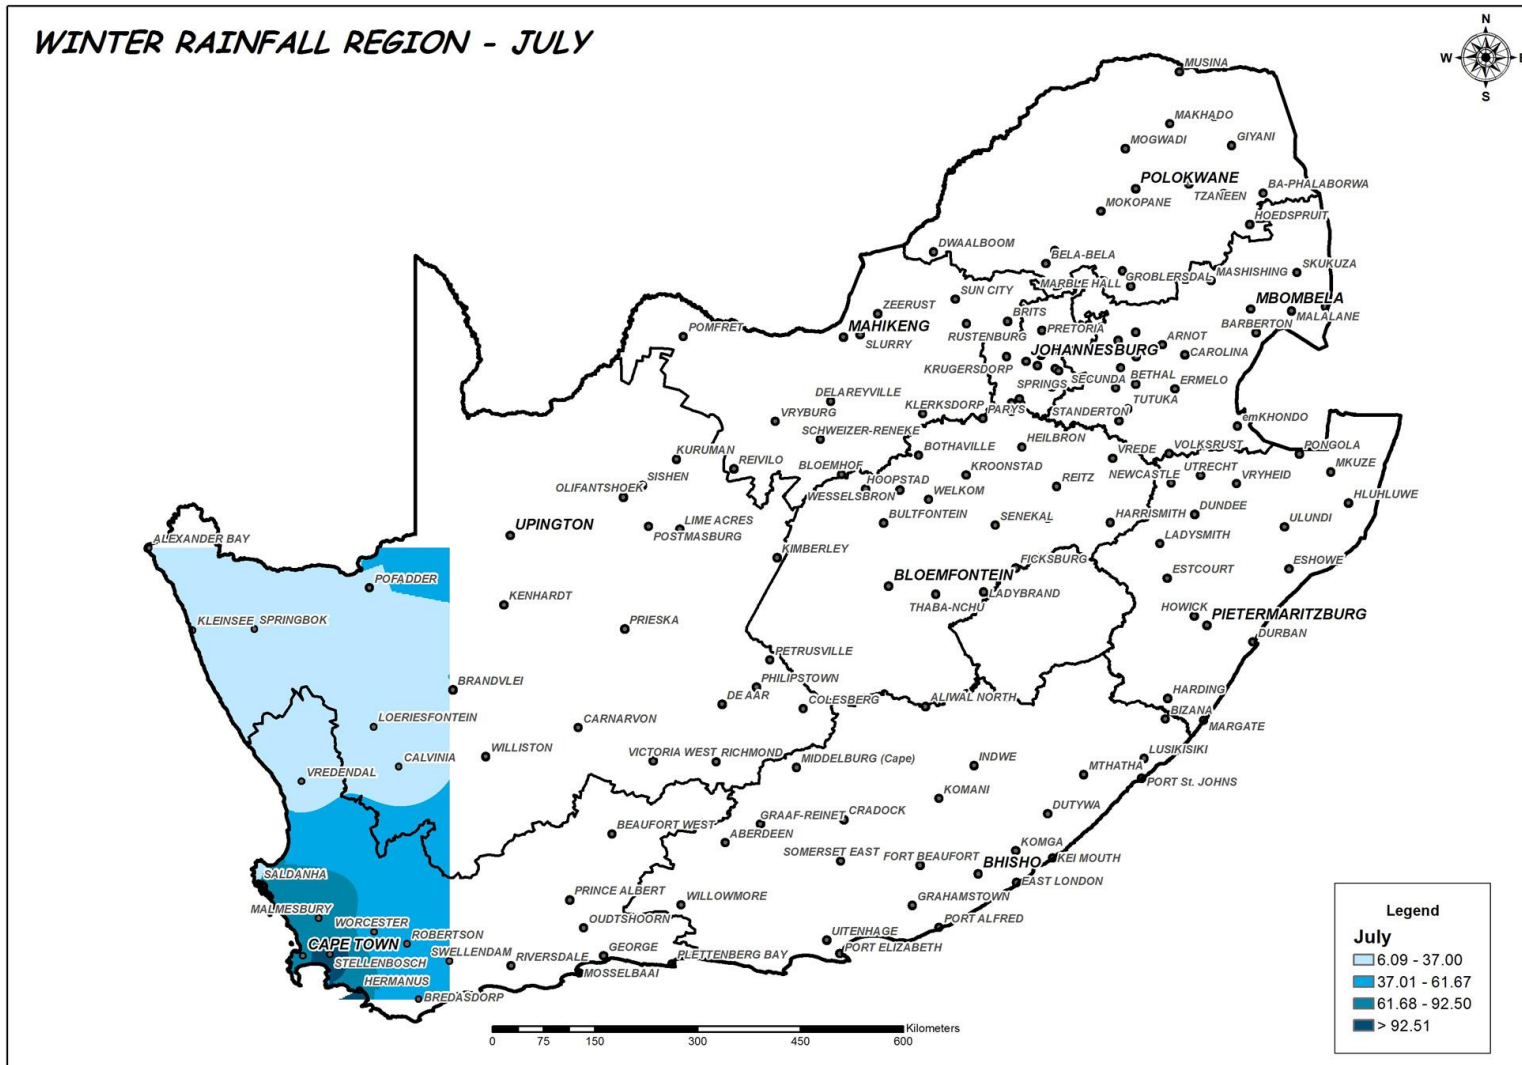 WINTER RAINFALL REGION - JULY
N
W
E
S
MUSINA
MAKHADO
MOGWADI
GIYANI
POLOKWANE
TZANEEN
BA-PHALABORWA
MOKOPANE
HOEDSPRUIT
DWAALBOOM
BELA-BELA
MARBLE HALL
GROBLERSDAL
MASHISHING
SKUKUZA
SUN CITY
ZEERUST
MBOMBELA
MALALANE
BARBERTON
MAHIKENG
SLURRY
BRITS
RUSTENBURG
PRETORIA
POMFRET
JOHANNESBURG
ARNOT
CAROLINA
KRUGERSDORP
SPRINGS
SECUNDA
BETHAL
ERMELO
TUTUKA
DELAREYVILLE
KLERKSDORP
PARYS
STANDERTON
VRYBURG
emKHONDO
SCHWEIZER-RENEKE
BOTHAVILLE
HEILBRON
VREDE
VOLKSRUST
PONGOLA
KURUMAN
REIVILO
BLOEMHOF
KROONSTAD
NEWCASTLE
UTRECHT
VRYHEID
MKUZE
SISHEN
OLIFANTSHOEK
HOOPSTAD
WESSELSBRON
WELKOM
REITZ
HLUHLUWE
BULTFONTEIN
SENEKAL
HARRISMITH
DUNDEE
ULUNDI
UPINGTON
LIME ACRES
POSTMASBURG
LADYSMITH
ALEXANDER BAY
KIMBERLEY
FICKSBURG
ESTCOURT
ESHOWE
POFADDER
BLOEMFONTEIN
LADYBRAND
THABA-NCHU
KENHARDT
HOWICK
PIETERMARITZBURG
KLEINSEE
SPRINGBOK
PRIESKA
DURBAN
PETRUSVILLE
BRANDVLEI
PHILIPSTOWN
DE AAR
COLESBERG
ALIWAL NORTH
HARDING
BIZANA
MARGATE
LOERIESFONTEIN
CARNARVON
WILLISTON
VICTORIA WEST
RICHMOND
MIDDELBURG (Cape)
INDWE
LUSIKISIKI
CALVINIA
MTHATHA
PORT St. JOHNS
VREDENDAL
KOMANI
DUTYWA
CRADOCK
GRAAF-REINET
BEAUFORT WEST
ABERDEEN
KOMGA
SOMERSET EAST
FORT BEAUFORT
BHISHO
KEI MOUTH
SALDANHA
EAST LONDON
PRINCE ALBERT
WILLOWMORE
GRAHAMSTOWN
MALMESBURY
WORCESTER
OUDTSHOORN
PORT ALFRED
ROBERTSON
UITENHAGE
CAPE TOWN
SWELLENDAM
RIVERSDALE
GEORGE
PLETTENBERG BAY
PORT ELIZABETH
STELLENBOSCH
MOSSELBAAI
HERMANUS
BREDASDORP
Kilometers
0 75 150 300 450 600
Legend
July
6.09 - 37.00
37.01 - 61.67
61.68 - 92.50
> 92.51